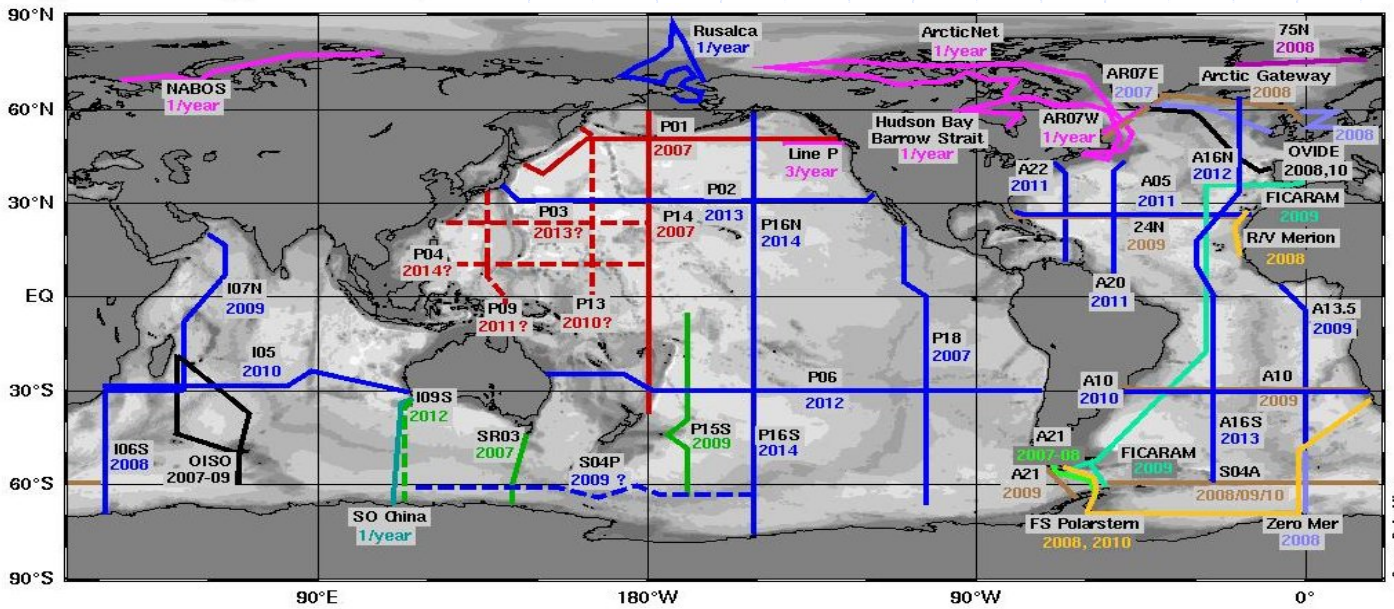 90°N
60°N
30°N
EQ
30°S
60°S
90°S
90°E
180°W
90°W
0°
NABOS
1/year
Rusalca
1/year
ArcticNet
1/year
75N
2008
AR07E
2007
Arctic Gateway
2008
2008
Hudson Bay
Barrow Strait
1/year
AR07W
1/year
P01
2007
Line P
3/year
A22
2011
A16N
2012
OVIDE
2008,10
A05
2011
FICARAM
2009
P02
2013
P03
2013?
P14
2007
P16N
2014
24N
2009
R/V Merion
2008
P04
2014?
I07N
2009
P09
2011?
P13
2010?
A20
2011
A13.5
2009
P18
2007
I05
2010
P06
2012
A10
2010
A10
2009
I09S
2012
I06S
2008
OISO
2007-09
SR03
2007
P15S
2009
P16S
2014
A16S
2013
A21
2007-08
FICARAM
2009
S04P
2009 ?
A21
2009
S04A
2008/09/10
SO China
1/year
FS Polarstern
2008, 2010
Zero Mer
2008